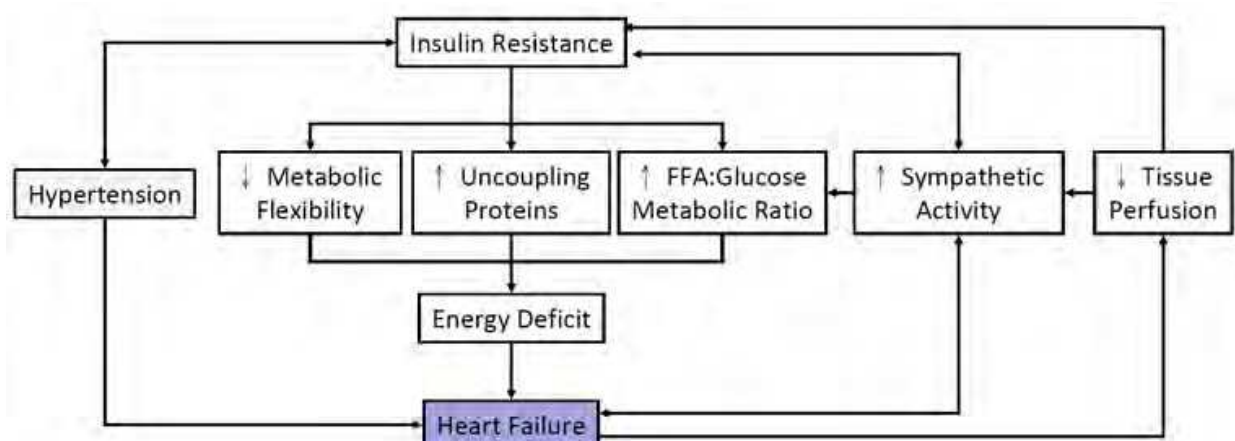 Insulin Resistance
Hypertension
↓ Metabolic
Flexibility
↑ Uncoupling
Proteins
↑ FFA:Glucose
Metabolic Ratio
↑ Sympathetic
Activity
↓ Tissue
Perfusion
Energy Deficit
Heart Failure